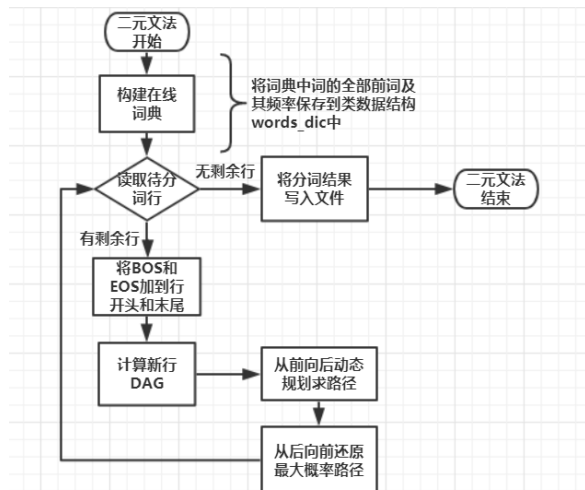 二元文法
开始
构建在线
词典
将词典中词的全部前词及
其频率保存到类数据结构
words_dic中
读取待分
词行
无剩余行
将分词结果
写入文件
二元文法
结束
有剩余行
将BOS和
EOS加到行
开头和末尾
计算新行
DAG
从前向后动态
规划求路径
从后向前还原
最大概率路径